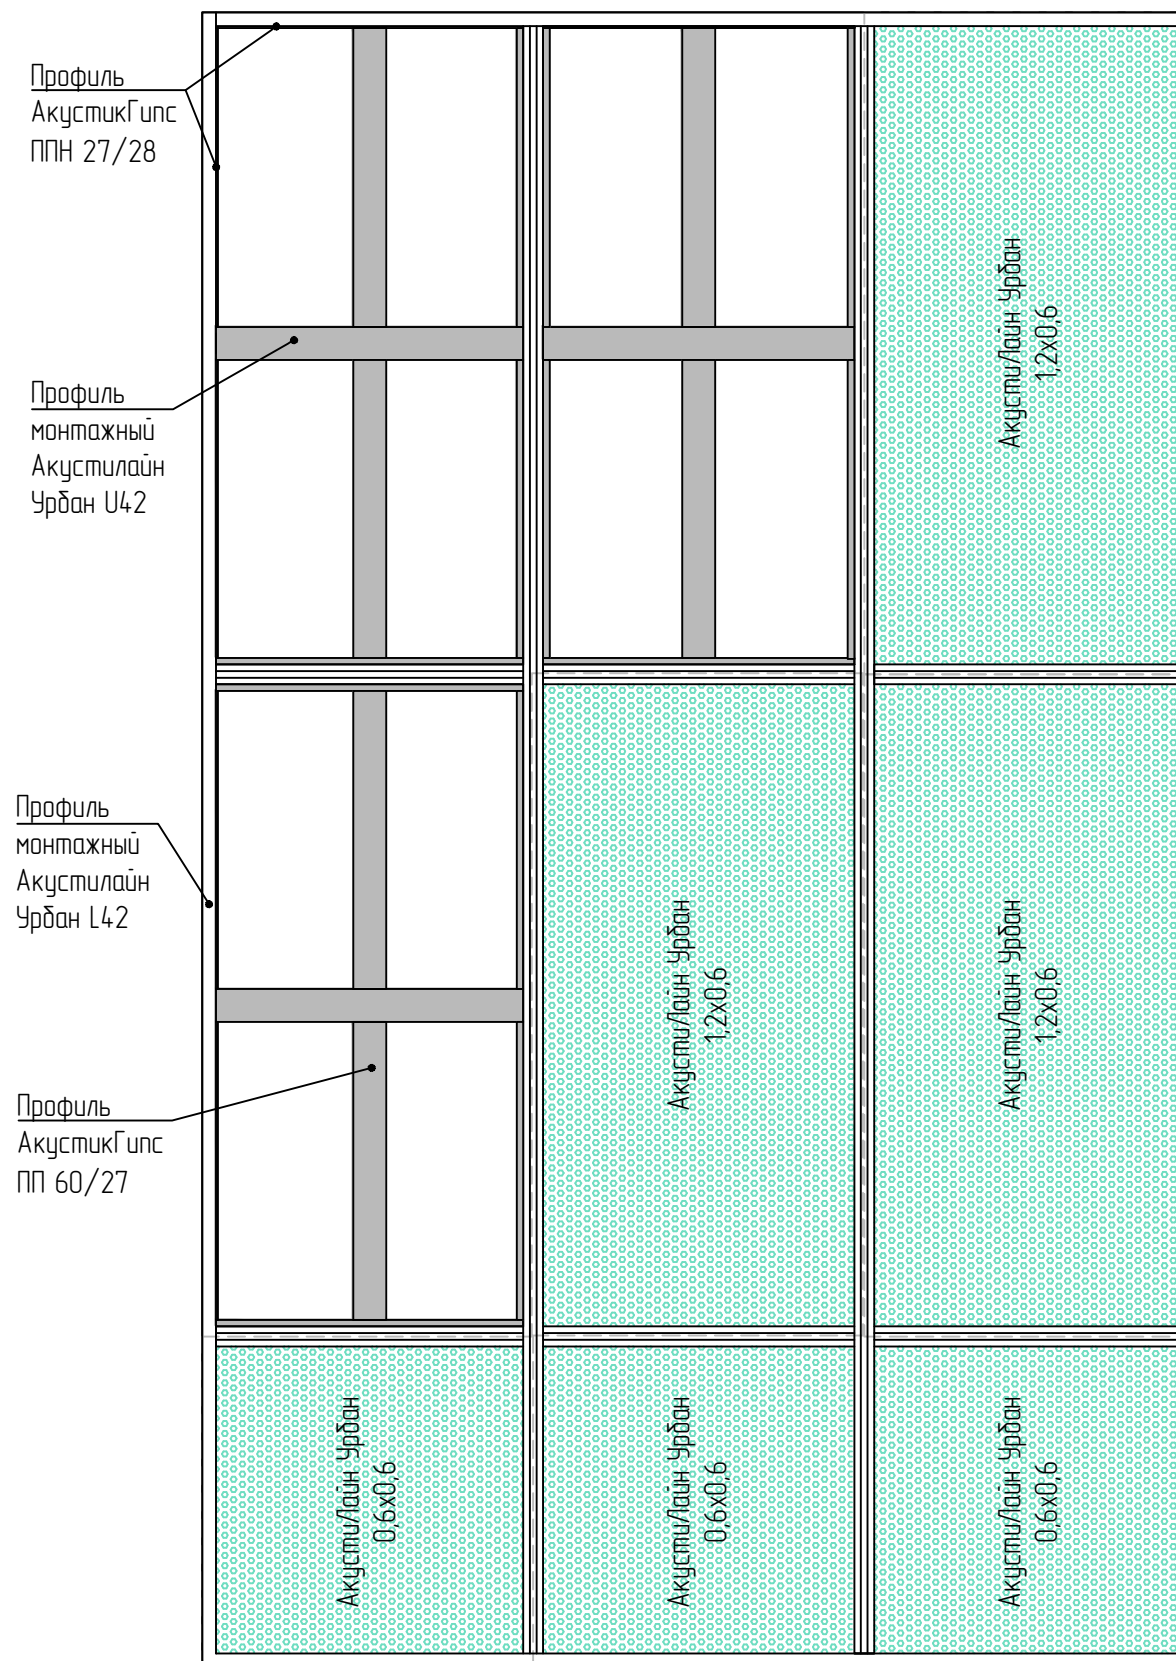 Профиль
АкустикГипс
ППН 27/28
Профиль
монтажный
Акустилайн
Урбан U42
Профиль
монтажный
Акустилайн
Урбан L42
Профиль
АкустикГипс
ПП 60/27
АкустиЛайн Урбан
1,2х0,6
АкустиЛайн Урбан
1,2х0,6
АкустиЛайн Урбан
1,2х0,6
АкустиЛайн Урбан
0,6х0,6
АкустиЛайн Урбан
0,6х0,6
АкустиЛайн Урбан
0,6х0,6